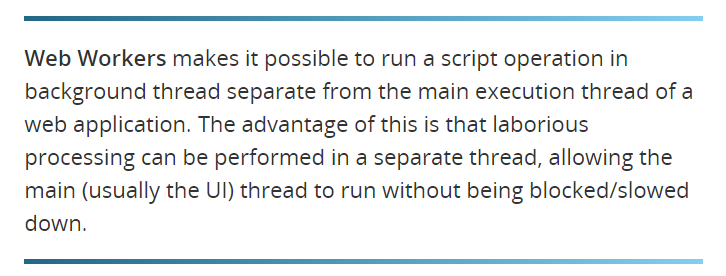 Web Workers makes it possible to run a script operation in
background thread separate from the main execution thread of a
web application. The advantage of this is that laborious
processing can be performed in a separate thread, allowing the
main (usually the UI) thread to run without being blocked/slowed
down.